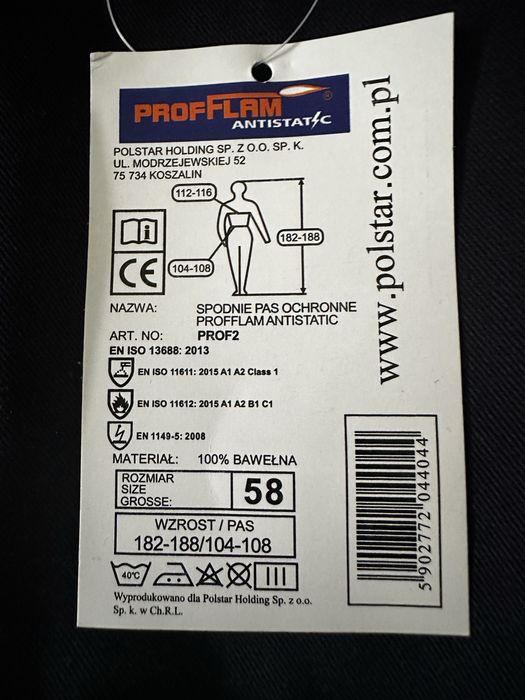 PROFFLAM
ANTISTATIC
®
POLSTAR HOLDING SP. Z O.O. SP. K.
UL. MODRZEJEWSKIEJ 52
75 734 KOSZALIN
112-116
182-188
104-108
i
CE
NAZWA: SPODNIE PAS OCHRONNE
PROFFLAM ANTISTATIC
ART. NO: PROF2
EN ISO 13688: 2013
EN ISO 11611: 2015 A1 A2 Class 1
EN ISO 11612: 2015 A1 A2 B1 C1
EN 1149-5: 2008
MATERIAŁ: 100% BAWEŁNA
ROZMIAR
SIZE
GROSSE:
58
WZROST / PAS
182-188/104-108
40°C
Wyprodukowano dla Polstar Holding Sp. z o.o.
Sp. k. w Ch.R.L.
www.polstar.com.pl
5 902772 044044